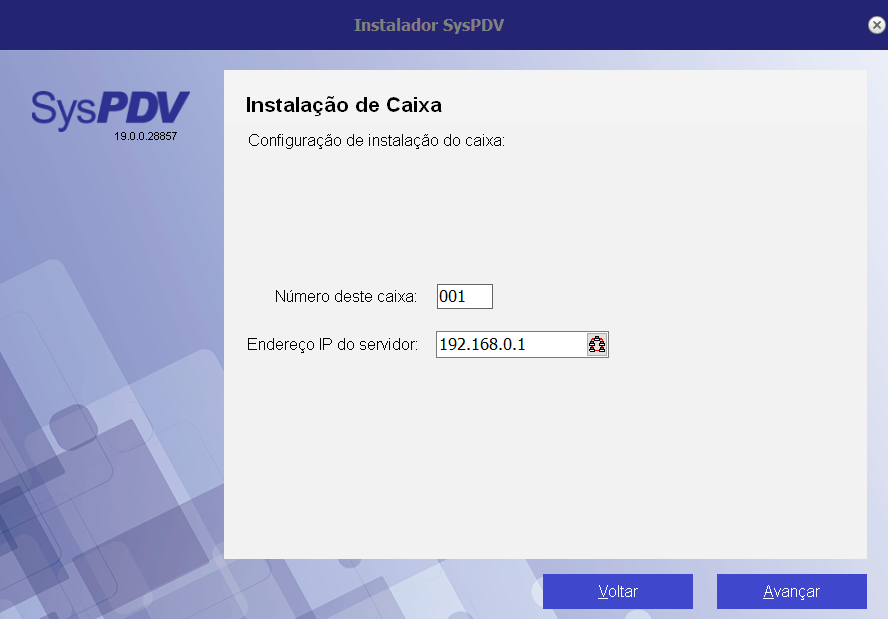 Instalador SysPDV
SysPDV
19.0.0.28857
Instalação de Caixa
Configuração de instalação do caixa:
Número deste caixa: 001
Endereço IP do servidor: 192.168.0.1
Voltar
Avançar